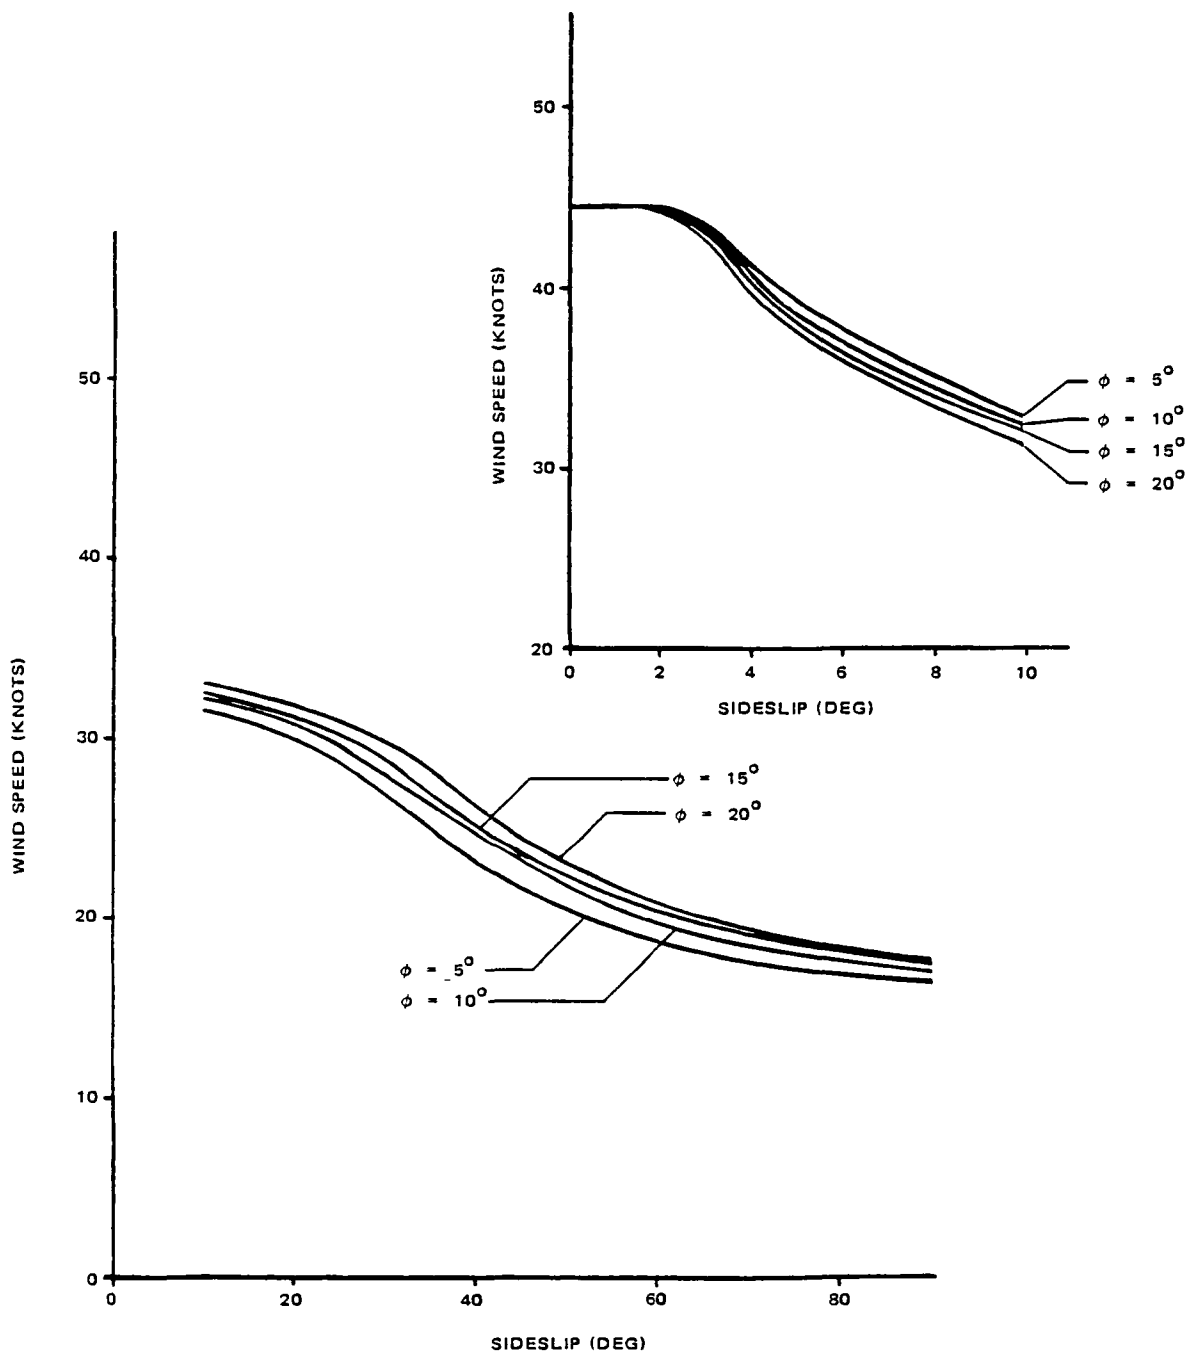 50
40
30
20
WIND SPEED (KNOTS)
0 2 4 6 8 10
SIDESLIP (DEG)
ϕ = 5°
ϕ = 10°
ϕ = 15°
ϕ = 20°
50
40
30
20
10
0
WIND SPEED (KNOTS)
ϕ = 15°
ϕ = 20°
ϕ = 5°
ϕ = 10°
0 20 40 60 80
SIDESLIP (DEG)